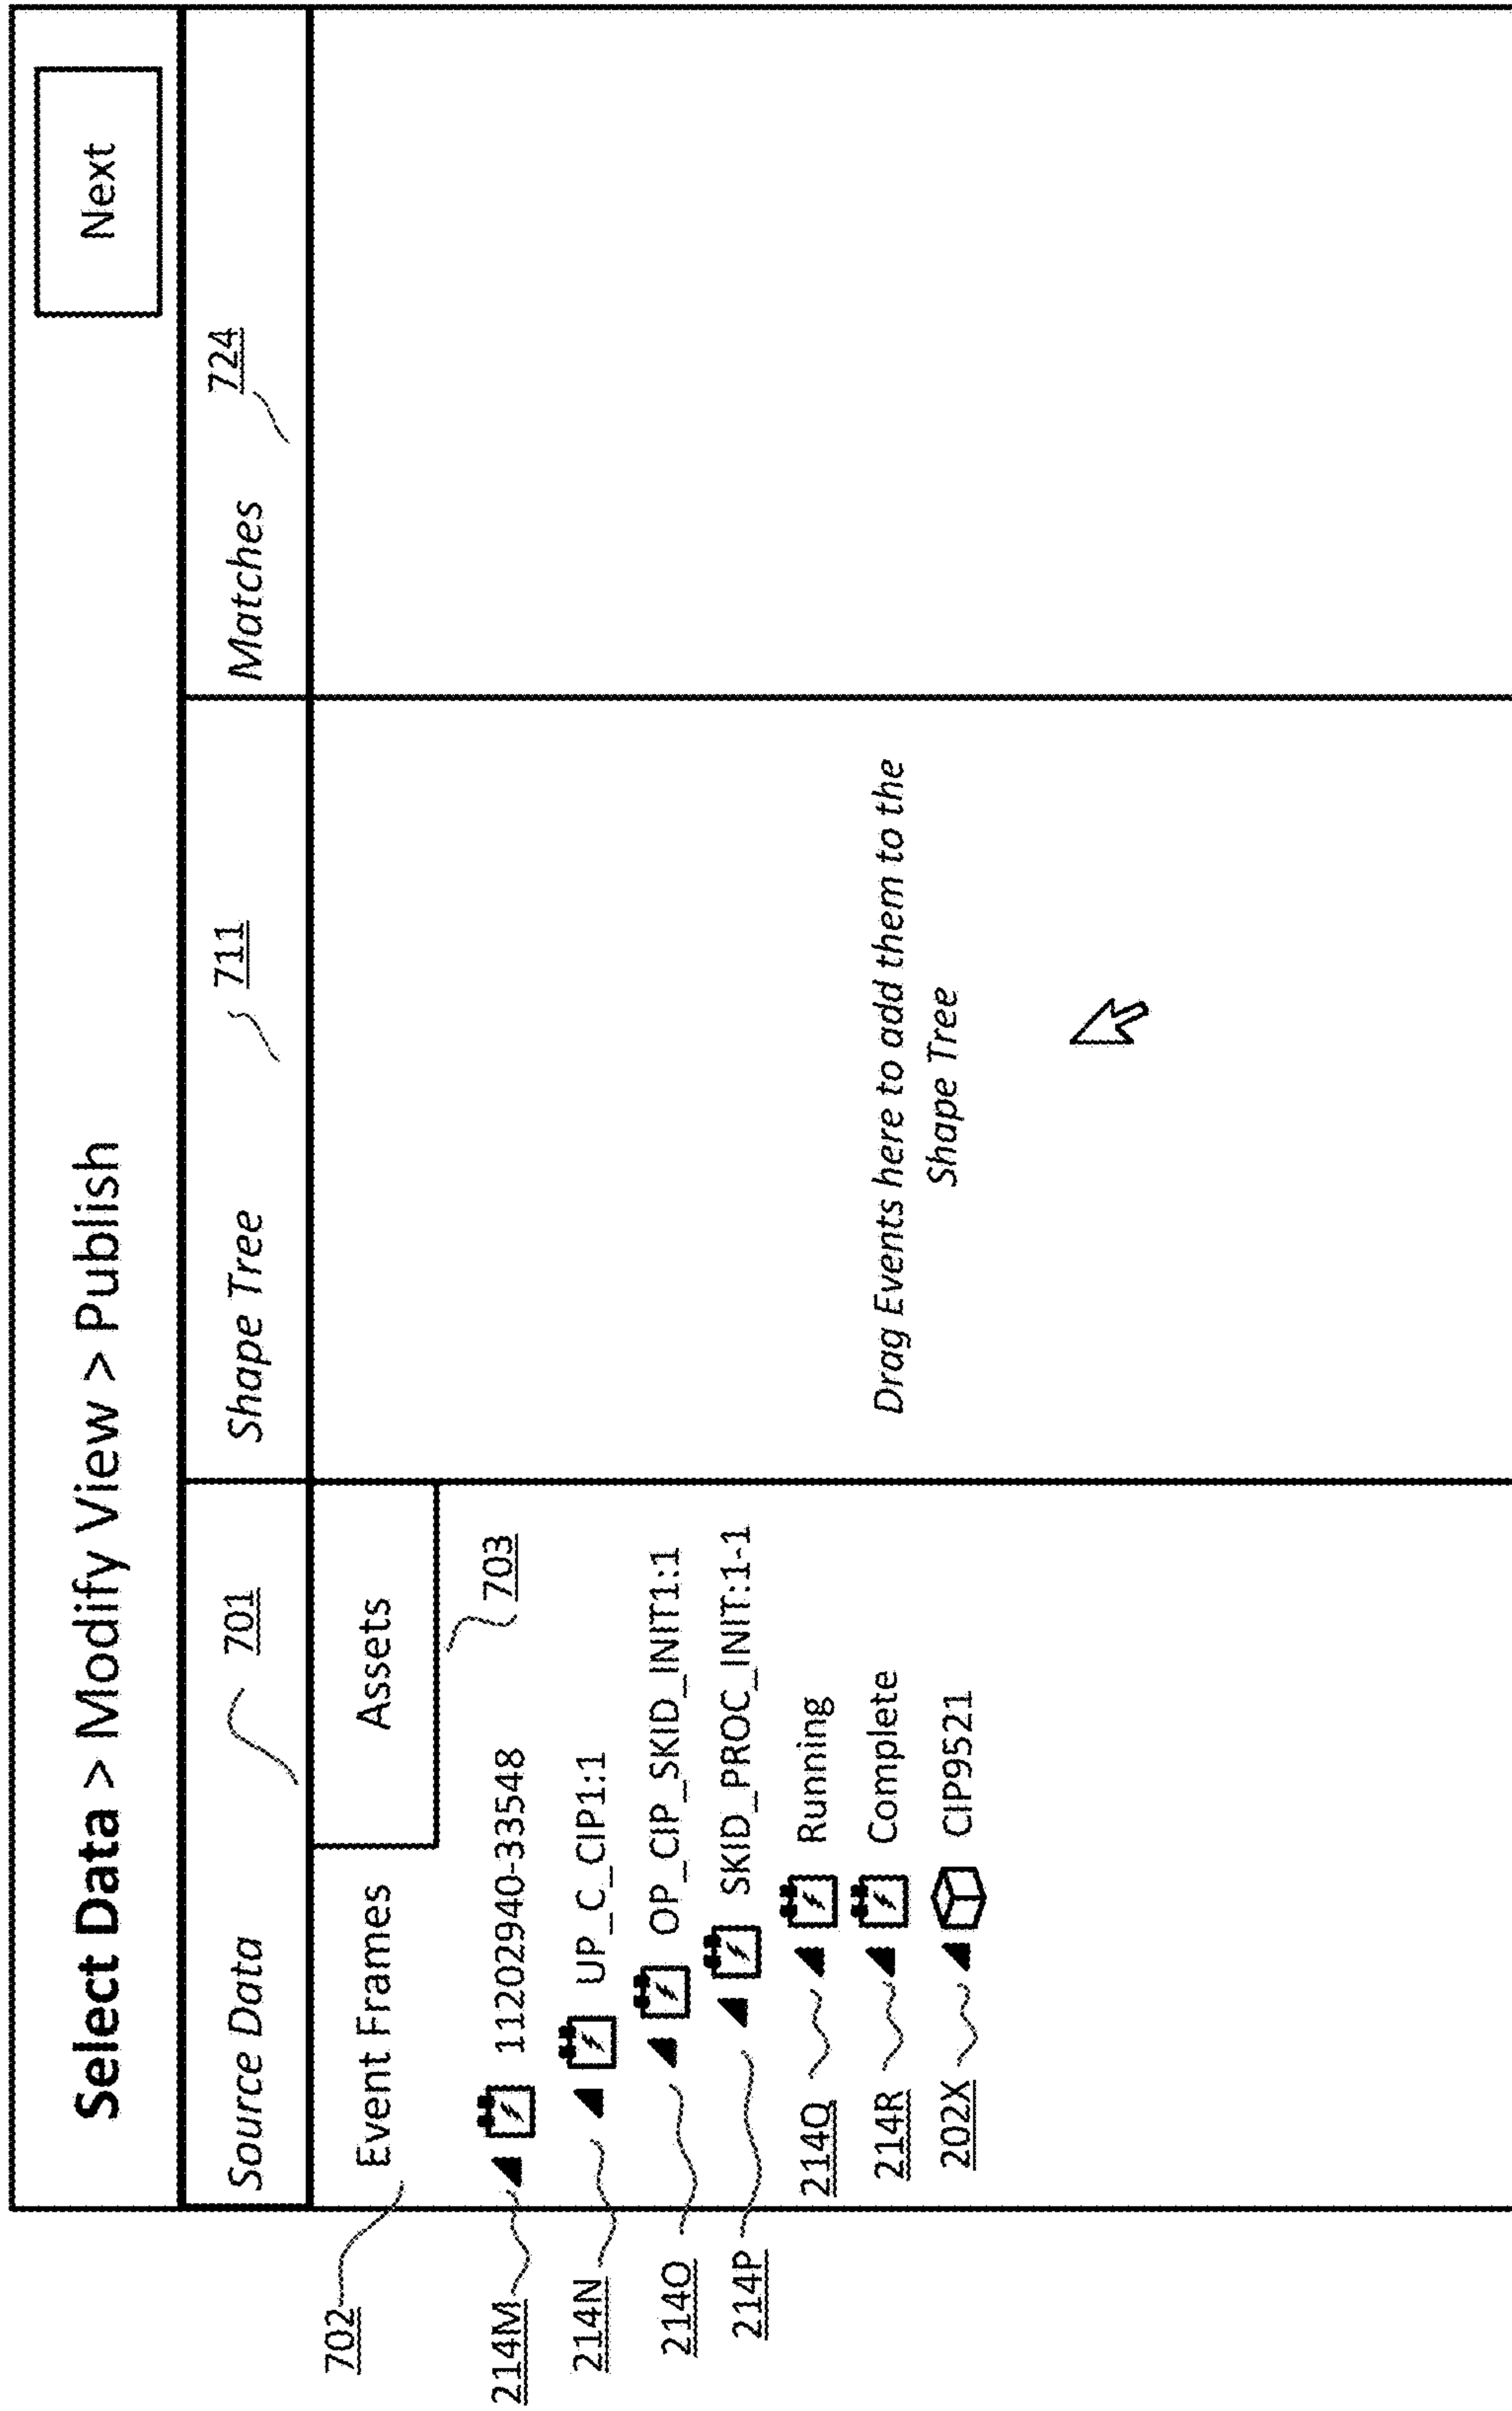 Select Data > Modify View > Publish
Next
Source Data
701
Shape Tree
711
Matches
724
702
Event Frames
Assets
703
214M
11202940-33548
214N
UP_C_CIP1:1
214O
OP_CIP_SKID_INIT1:1
214P
SKID_PROC_INIT:1-1
214Q
Running
214R
Complete
202X
CIP9521
Drag Events here to add them to the
Shape Tree